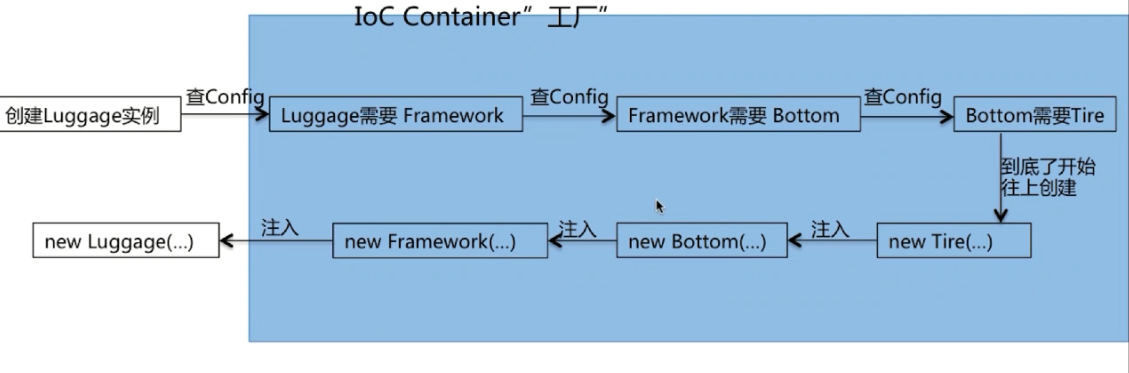 IoC Container”工厂”
查Config
查Config
查Config
创建Luggage实例
Luggage需要 Framework
Framework需要 Bottom
Bottom需要Tire
到底了开始
往上创建
注入
注入
注入
new Luggage(...)
new Framework(...)
new Bottom(...)
new Tire(...)